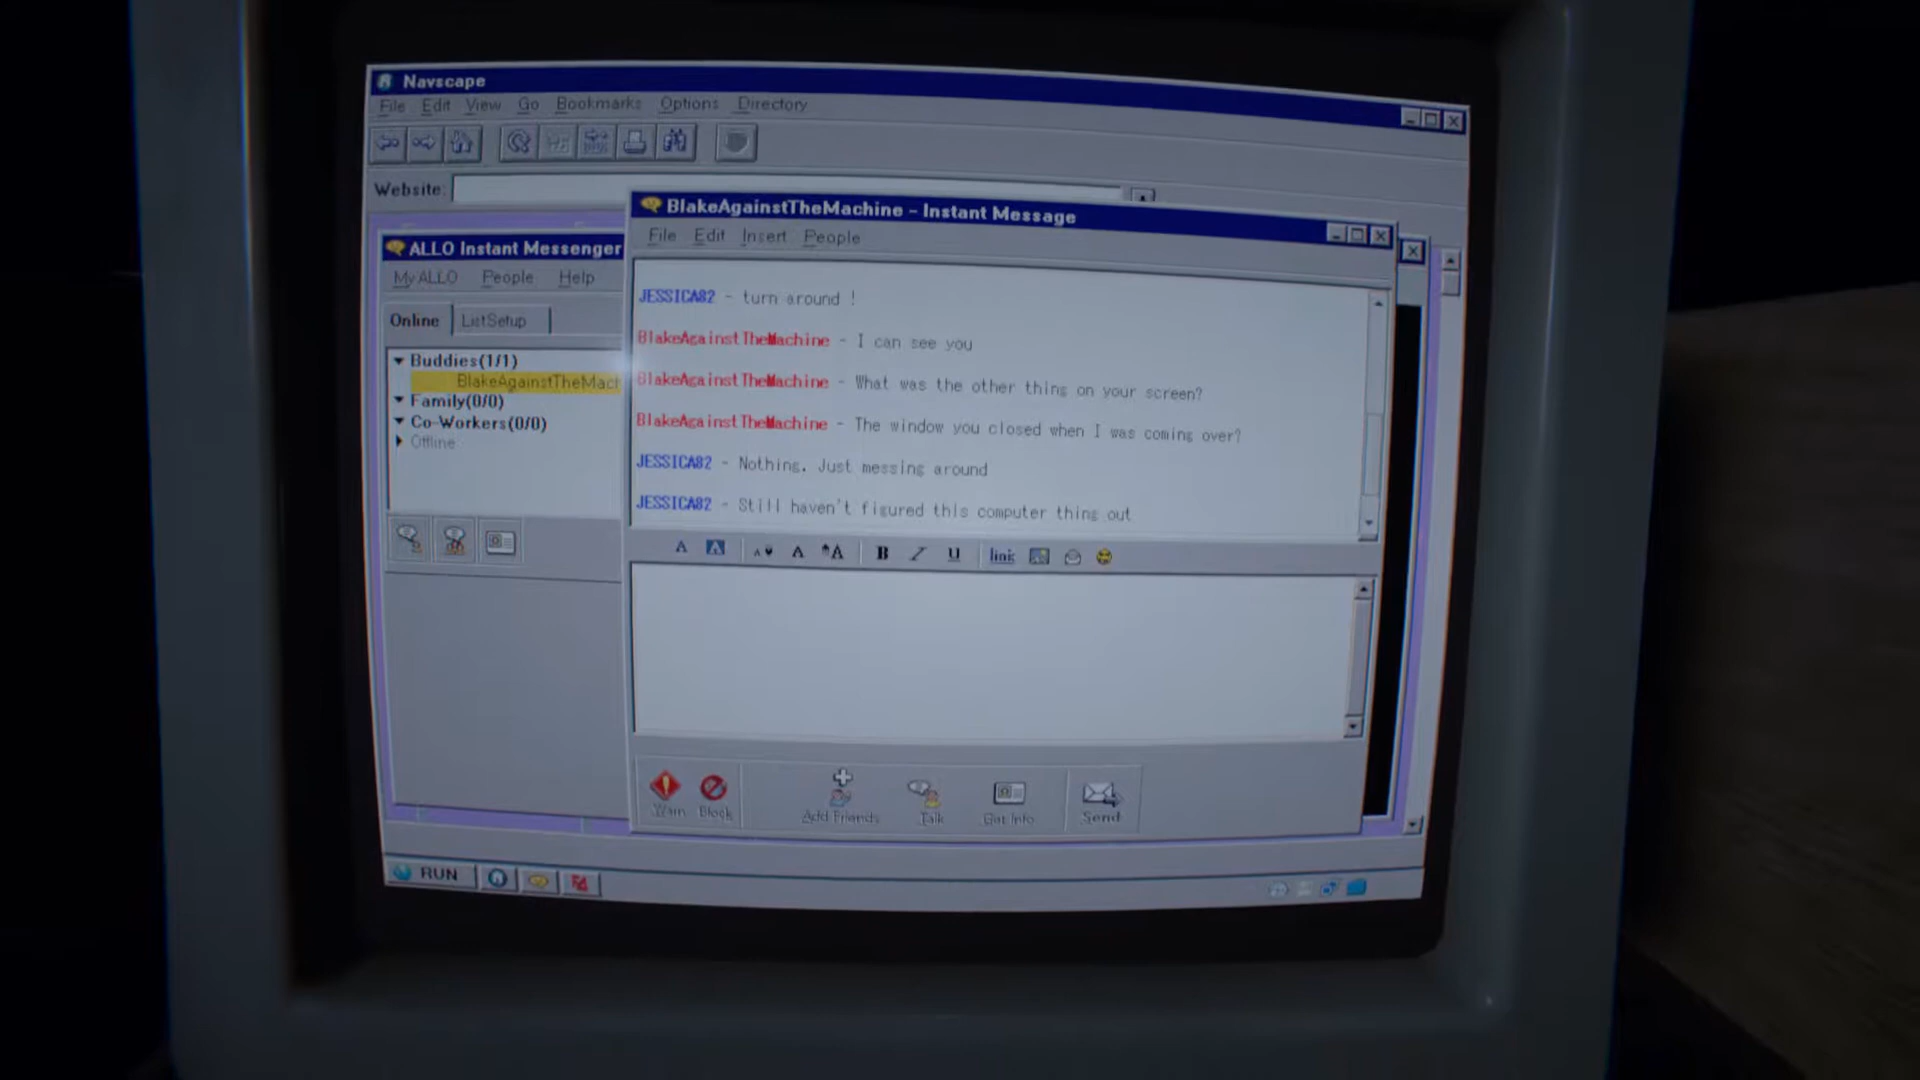 Navscape
File Edit View Go Bookmarks Options Directory
Website:
ALLO Instant Messenger
My ALLO People Help
Online ListSetup
Buddies(1/1)
BlakeAgainstTheMach
Family(0/0)
Co-Workers(0/0)
Offline
BlakeAgainstTheMachine - Instant Message
File Edit Insert People
JESSICA82 - turn around !
BlakeAgainstTheMachine - I can see you
BlakeAgainstTheMachine - What was the other thing on your screen?
BlakeAgainstTheMachine - The window you closed when I was coming over?
JESSICA82 - Nothing. Just messing around
JESSICA82 - Still haven't figured this computer thing out
A A A A A B I U link
Warn Block Add Friends Talk Get Info Send
RUN